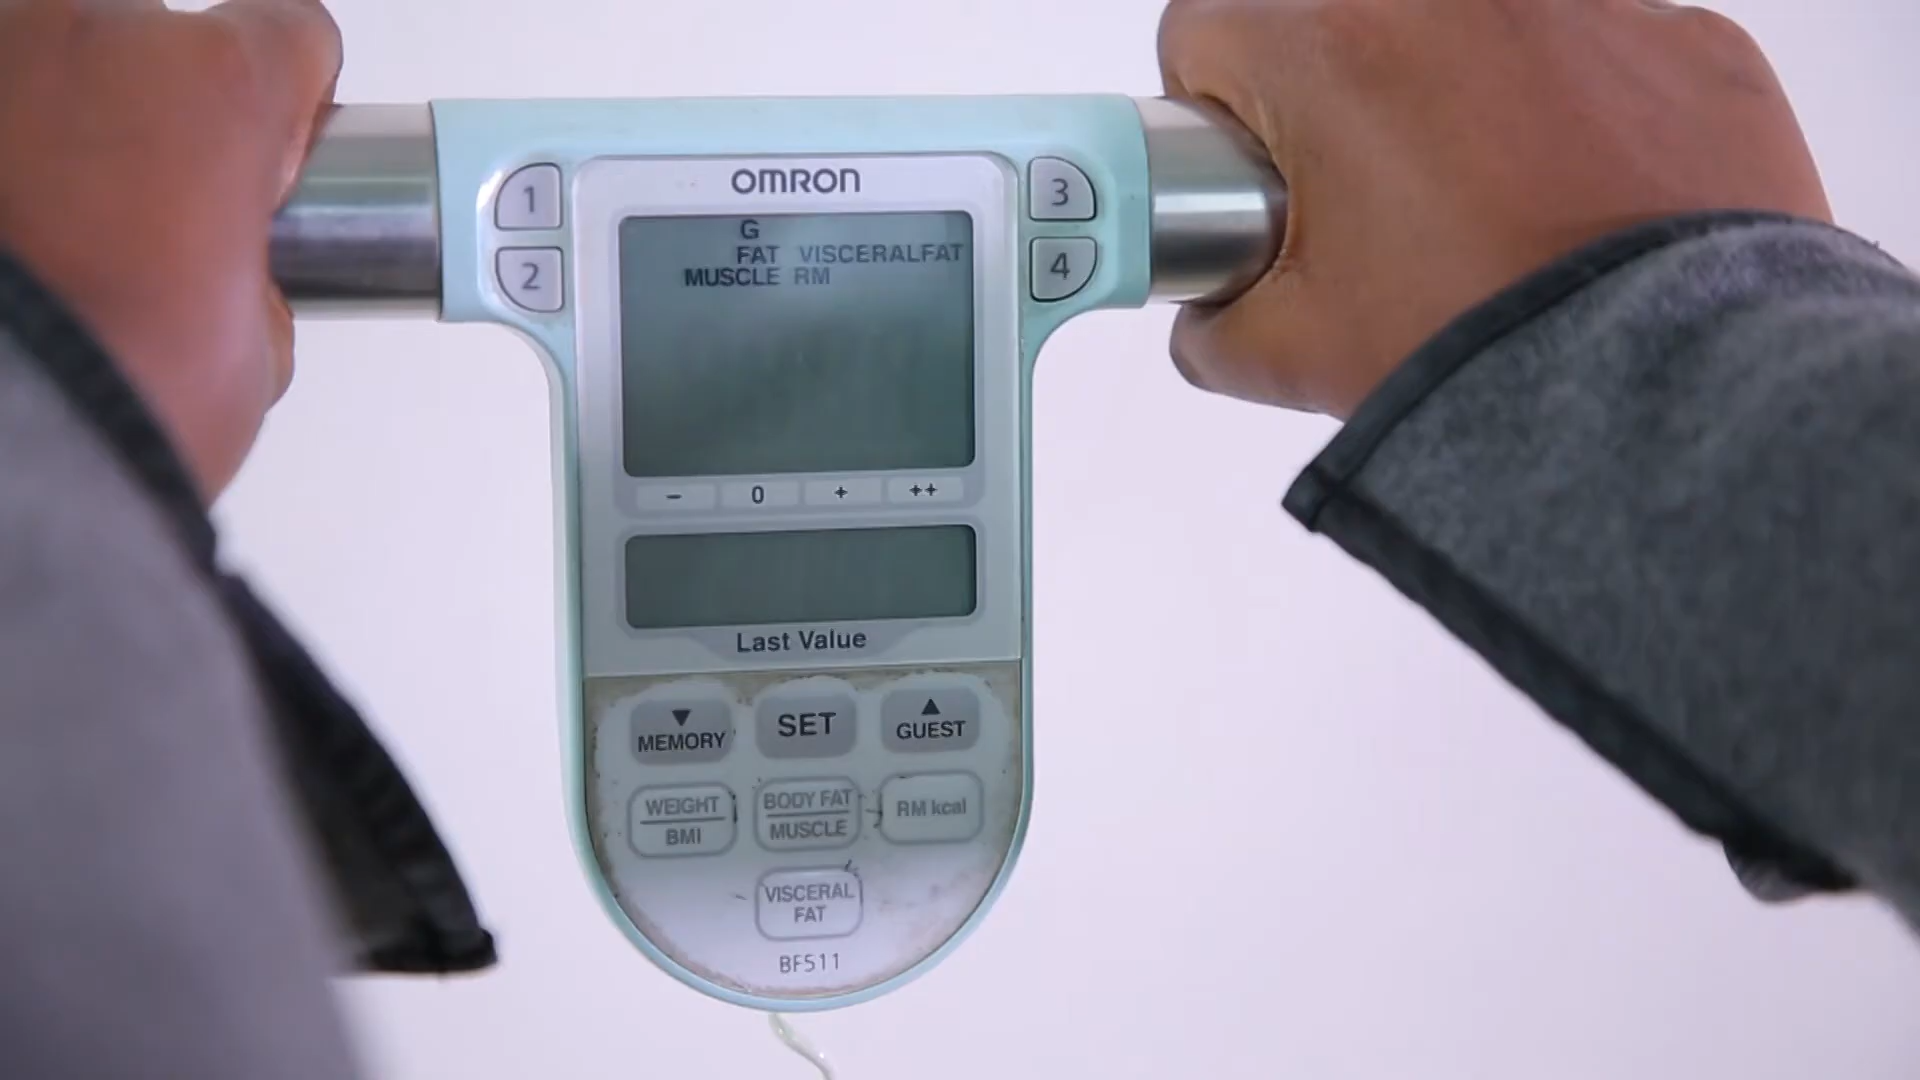 OMRON
1
2
3
4
G
FAT VISCERALFAT
MUSCLE RM
− 0 + ++
Last Value
▼ ▲
MEMORY SET GUEST
WEIGHT
BMI
BODY FAT
MUSCLE
RM kcal
VISCERAL
FAT
BF511